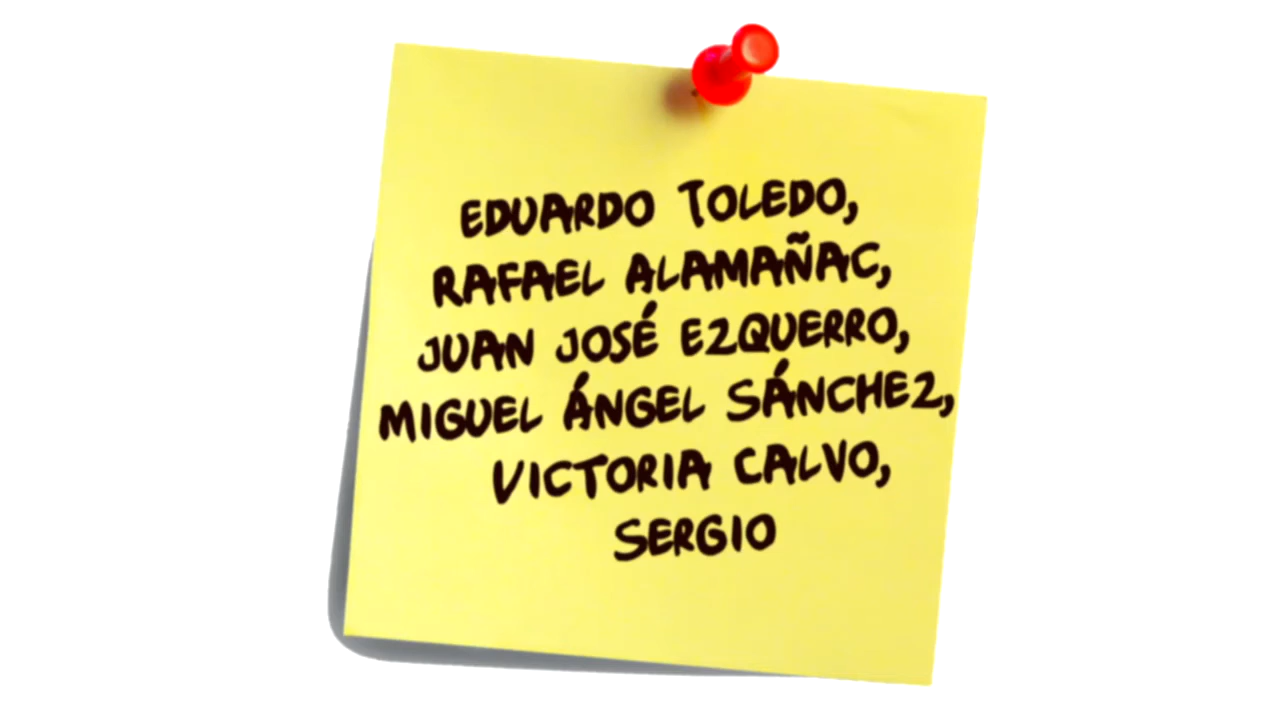 EDUARDO TOLEDO,
RAFAEL ALAMAÑAC,
JUAN JOSÉ EZQUERRO,
MIGUEL ÁNGEL SÁNCHEZ,
VICTORIA CALVO,
SERGIO